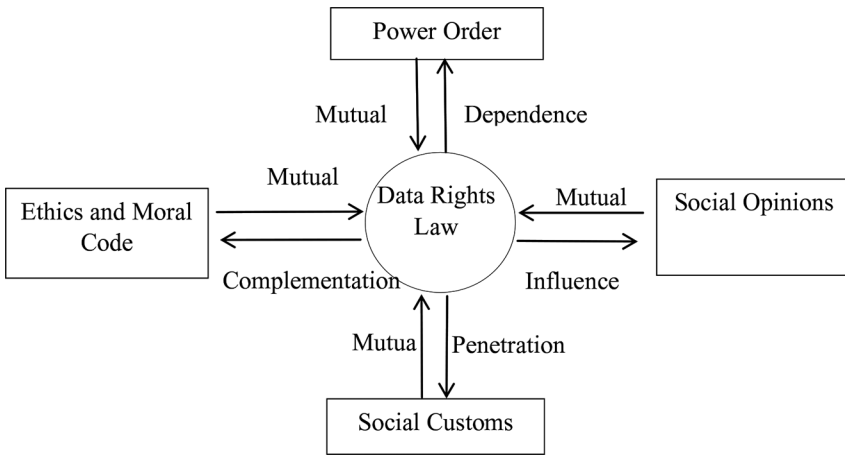 Power Order
Mutual
Dependence
Mutual
Ethics and Moral
Code
Complementation
Data Rights
Law
Mutual
Social Opinions
Influence
Mutua
Penetration
Social Customs